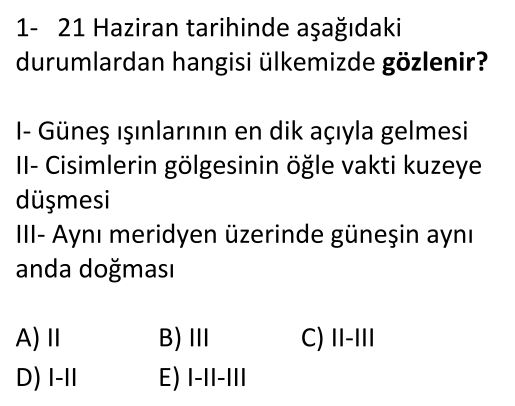 1- 21 Haziran tarihinde aşağıdaki
durumlardan hangisi ülkemizde gözlenir?
I- Güneş ışınlarının en dik açıyla gelmesi
II- Cisimlerin gölgesinin öğle vakti kuzeye
düşmesi
III- Aynı meridyen üzerinde güneşin aynı
anda doğması
A) II B) III C) II-III
D) I-II E) I-II-III